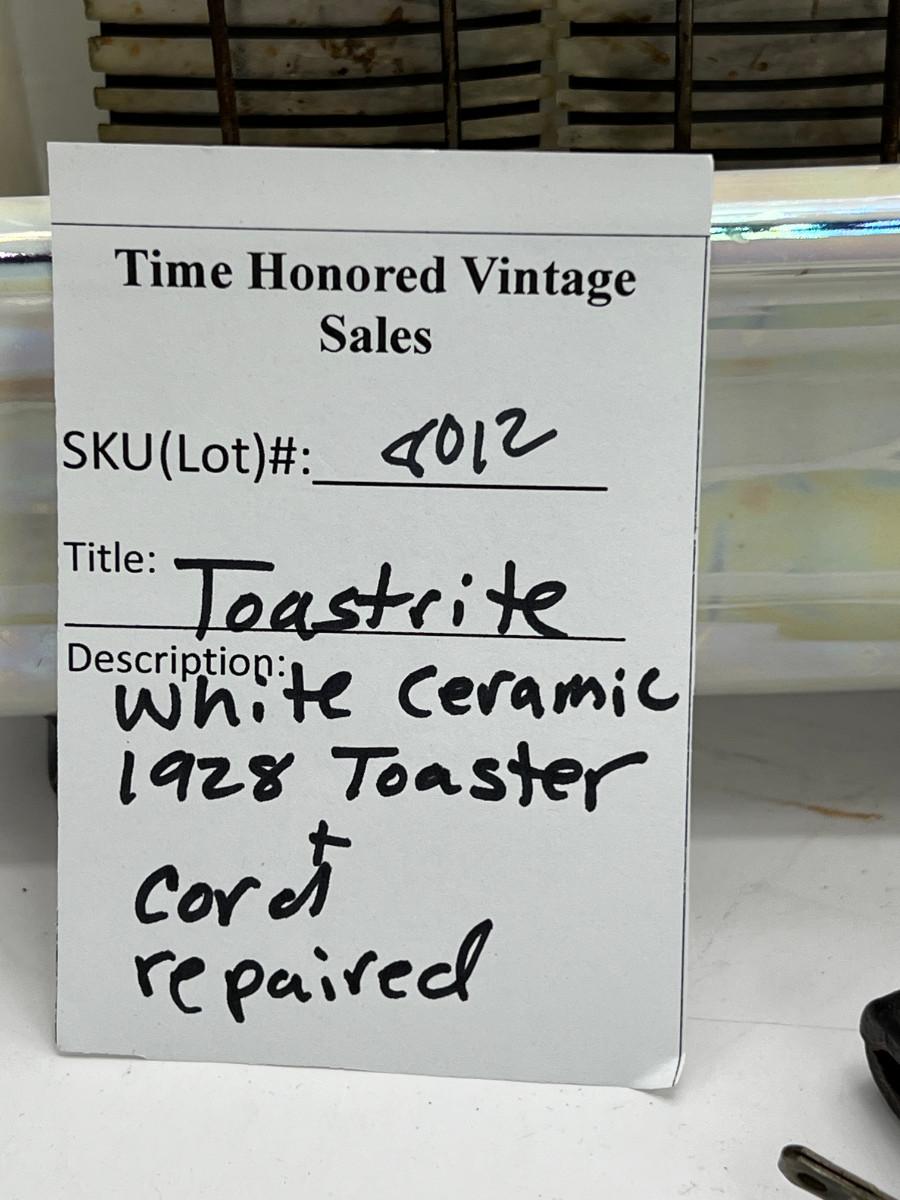 Time Honored Vintage
Sales
SKU(Lot)#: 8012
Title: Toastrite
Description:
White Ceramic
1928 Toaster
+
Cord
repaired